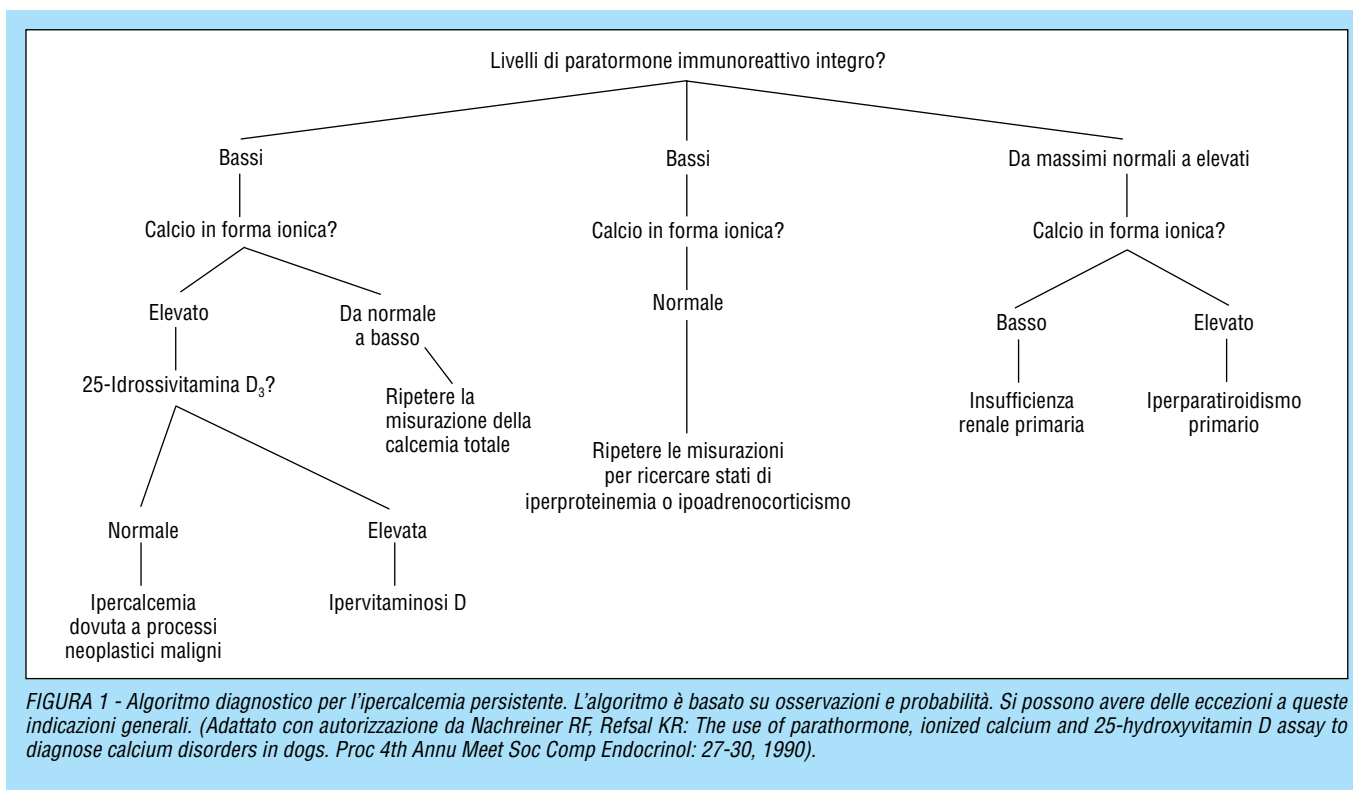 Livelli di paratormone immunoreattivo integro?
Bassi
Bassi
Da massimi normali a elevati
Calcio in forma ionica?
Calcio in forma ionica?
Calcio in forma ionica?
Elevato
Da normale
a basso
Normale
Basso
Elevato
25-Idrossivitamina D₃?
Ripetere la
misurazione della
calcemia totale
Insufficienza
renale primaria
Iperparatiroidismo
primario
Ripetere le misurazioni
per ricercare stati di
iperproteinemia o ipoadrenocorticismo
Normale
Elevata
Ipercalcemia
dovuta a processi
neoplastici maligni
Ipervitaminosi D
FIGURA 1 - Algoritmo diagnostico per l'ipercalcemia persistente. L'algoritmo è basato su osservazioni e probabilità. Si possono avere delle eccezioni a queste
indicazioni generali. (Adattato con autorizzazione da Nachreiner RF, Refsal KR: The use of parathormone, ionized calcium and 25-hydroxyvitamin D assay to
diagnose calcium disorders in dogs. Proc 4th Annu Meet Soc Comp Endocrinol: 27-30, 1990).